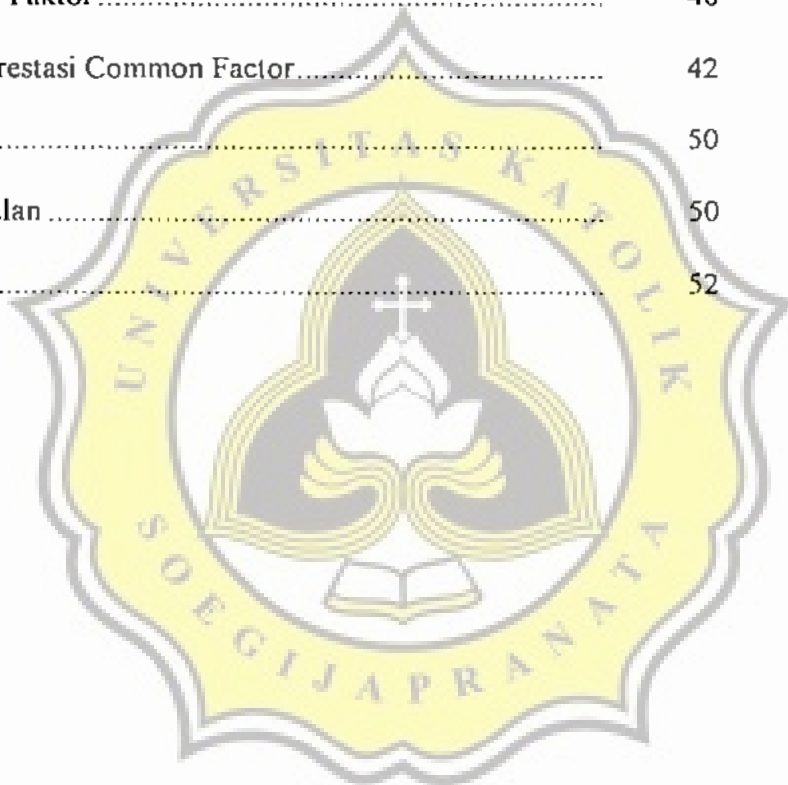 Faktor ........................................ 40
restasi Common Factor ........................................ 42
........................................ 50
lan ........................................ 50
........................................ 52
UNIVERSITAS KATOLIK
SOEGIJAPRANATA